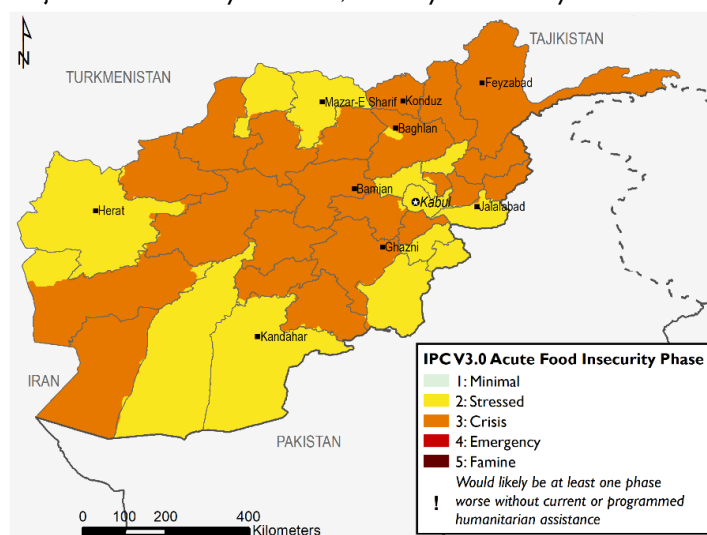 N
TAJIKISTAN
TURKMENISTAN
Feyzabad
Mazar-E Sharif
Konduz
Baghlan
Bamjan
Kabul
Jalalabad
Herat
Ghazni
Kandahar
IRAN
PAKISTAN
IPC V3.0 Acute Food Insecurity Phase
1: Minimal
2: Stressed
3: Crisis
4: Emergency
5: Famine
Would likely be at least one phase
! worse without current or programmed
humanitarian assistance
0 100 200 400
Kilometers